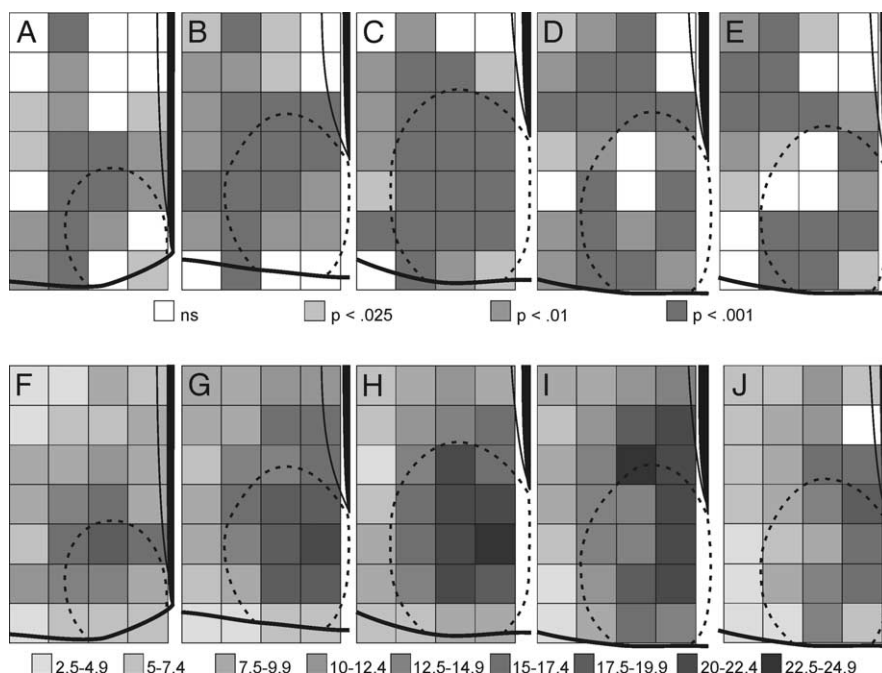 A B C D E
ns p < .025 p < .01 p < .001
F G H I J
2.5-4.9 5-7.4 7.5-9.9 10-12.4 12.5-14.9 15-17.4 17.5-19.9 20-22.4 22.5-24.9